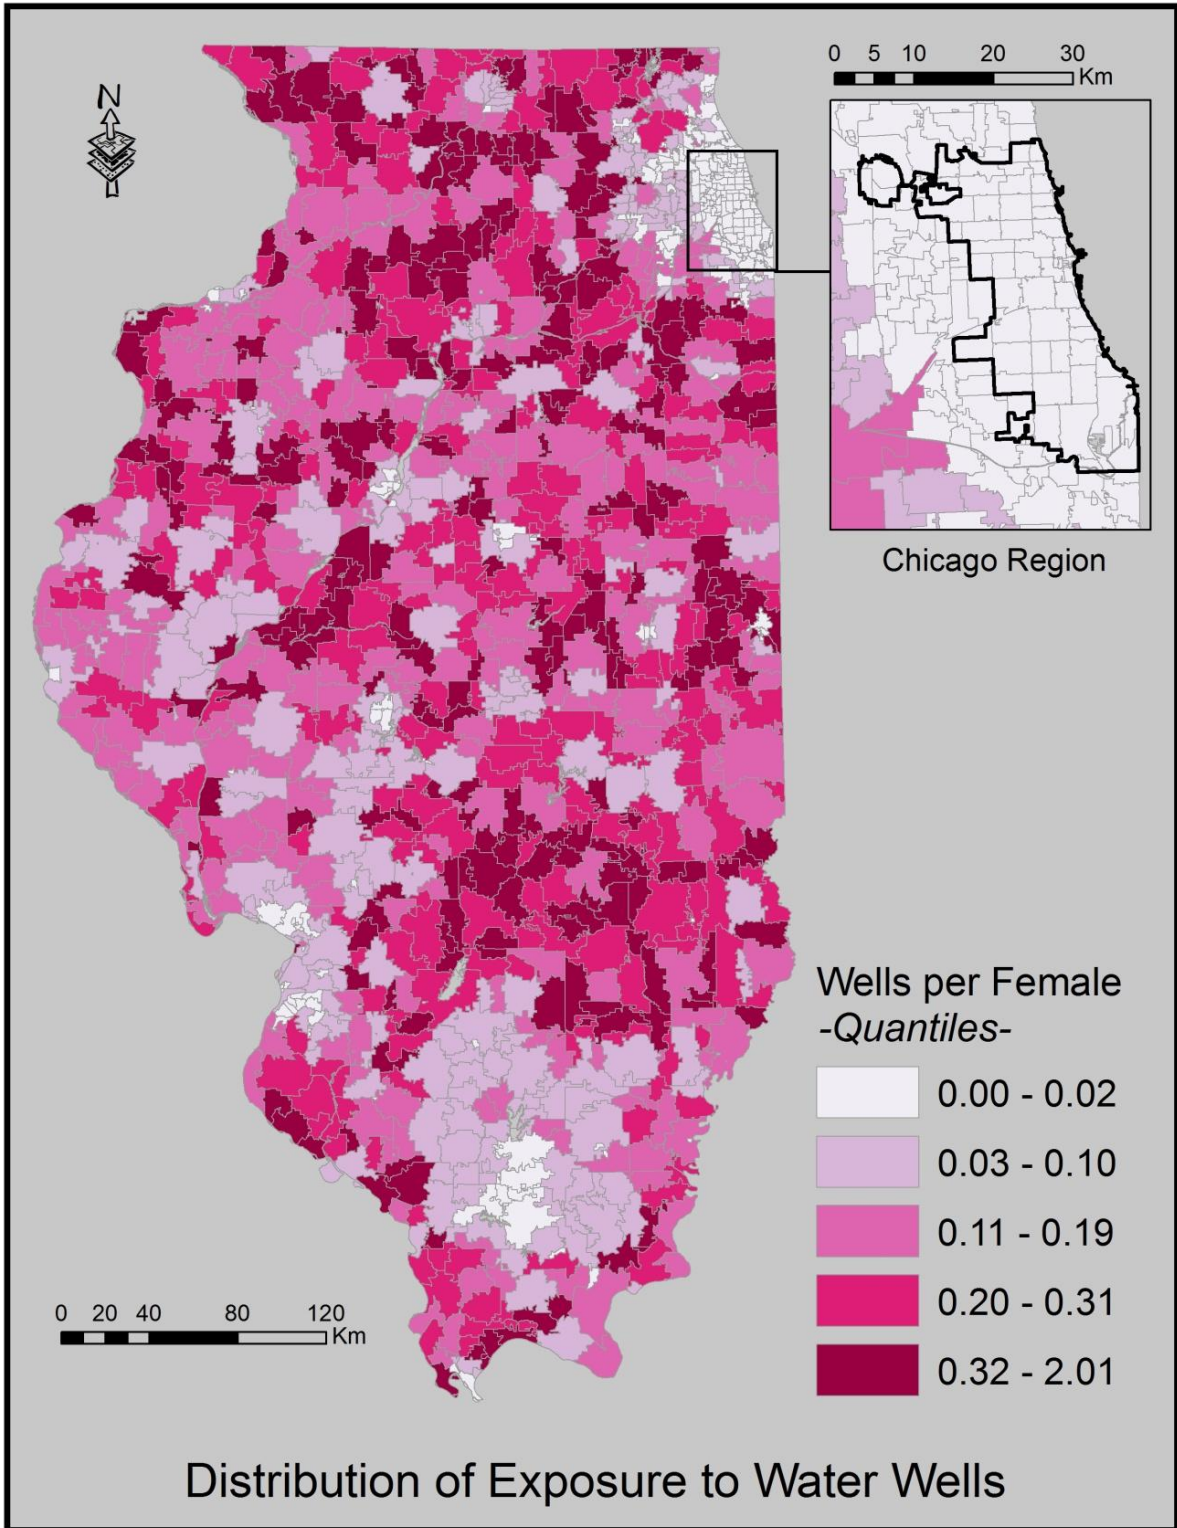 N
0 5 10 20 30
Km
Chicago Region
Wells per Female
-Quantiles-
0.00 - 0.02
0.03 - 0.10
0.11 - 0.19
0.20 - 0.31
0.32 - 2.01
0 20 40 80 120
Km
Distribution of Exposure to Water Wells